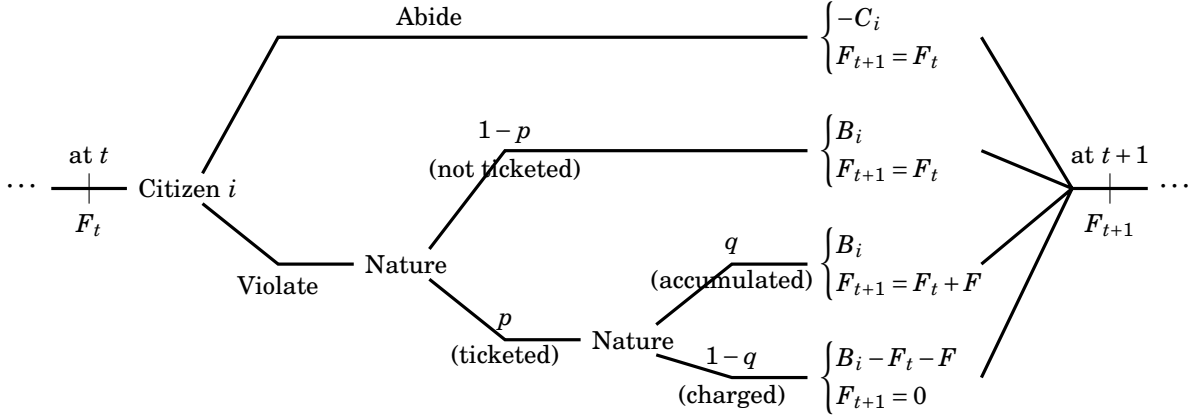 Abide
−C_i
F_{t+1} = F_t
1 − p
(not ticketed)
B_i
F_{t+1} = F_t
at t
at t + 1
⋯
Citizen i
⋯
F_t
F_{t+1}
Violate
Nature
q
(accumulated)
B_i
F_{t+1} = F_t + F
p
(ticketed)
Nature
1 − q
(charged)
B_i − F_t − F
F_{t+1} = 0